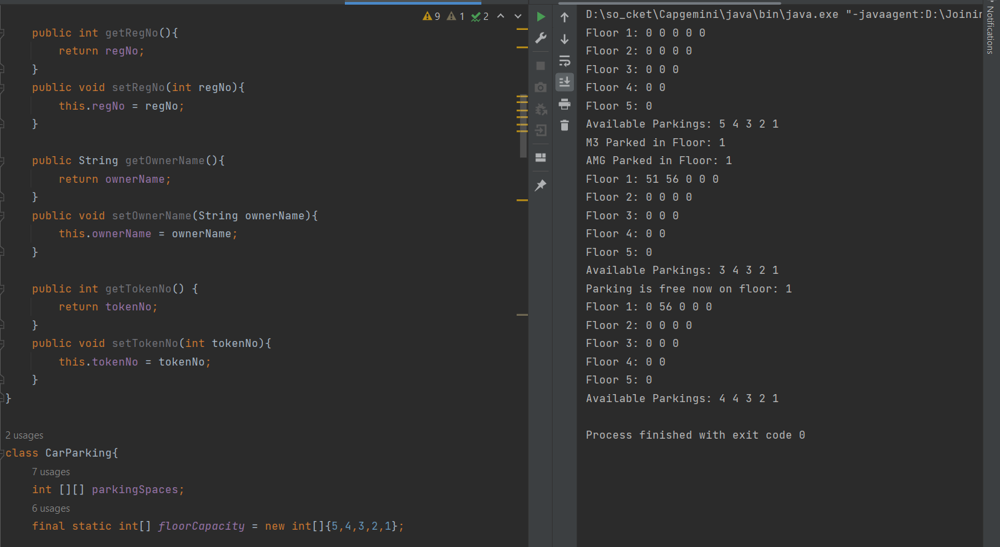 9 1 2
public int getRegNo(){
return regNo;
}
public void setRegNo(int regNo){
this.regNo = regNo;
}
public String getOwnerName(){
return ownerName;
}
public void setOwnerName(String ownerName){
this.ownerName = ownerName;
}
public int getTokenNo() {
return tokenNo;
}
public void setTokenNo(int tokenNo){
this.tokenNo = tokenNo;
}
}
2 usages
class CarParking{
7 usages
int [][] parkingSpaces;
6 usages
final static int[] floorCapacity = new int[]{5,4,3,2,1};
D:\so_cket\Capgemini\java\bin\java.exe "-javaagent:D:\Joinin
Floor 1: 0 0 0 0 0
Floor 2: 0 0 0 0
Floor 3: 0 0 0
Floor 4: 0 0
Floor 5: 0
Available Parkings: 5 4 3 2 1
M3 Parked in Floor: 1
AMG Parked in Floor: 1
Floor 1: 51 56 0 0 0
Floor 2: 0 0 0 0
Floor 3: 0 0 0
Floor 4: 0 0
Floor 5: 0
Available Parkings: 3 4 3 2 1
Parking is free now on floor: 1
Floor 1: 0 56 0 0 0
Floor 2: 0 0 0 0
Floor 3: 0 0 0
Floor 4: 0 0
Floor 5: 0
Available Parkings: 4 4 3 2 1
Process finished with exit code 0
Notifications